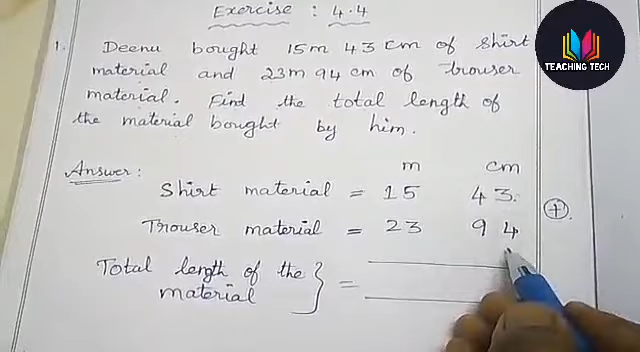 Exercise : 4.4
TEACHING TECH
1. Deenu bought 15m 43cm of shirt
material and 23m 94 cm of trouser
material. Find the total length of
the material bought by him.
Answer :
m cm
Shirt material = 15 43
Trouser material = 23 94
+
Total length of the
material } =